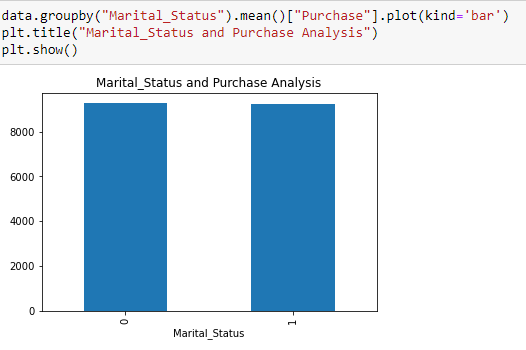 data.groupby("Marital_Status").mean()["Purchase"].plot(kind='bar')
plt.title("Marital_Status and Purchase Analysis")
plt.show()
Marital_Status and Purchase Analysis
8000
6000
4000
2000
0
0
1
Marital_Status